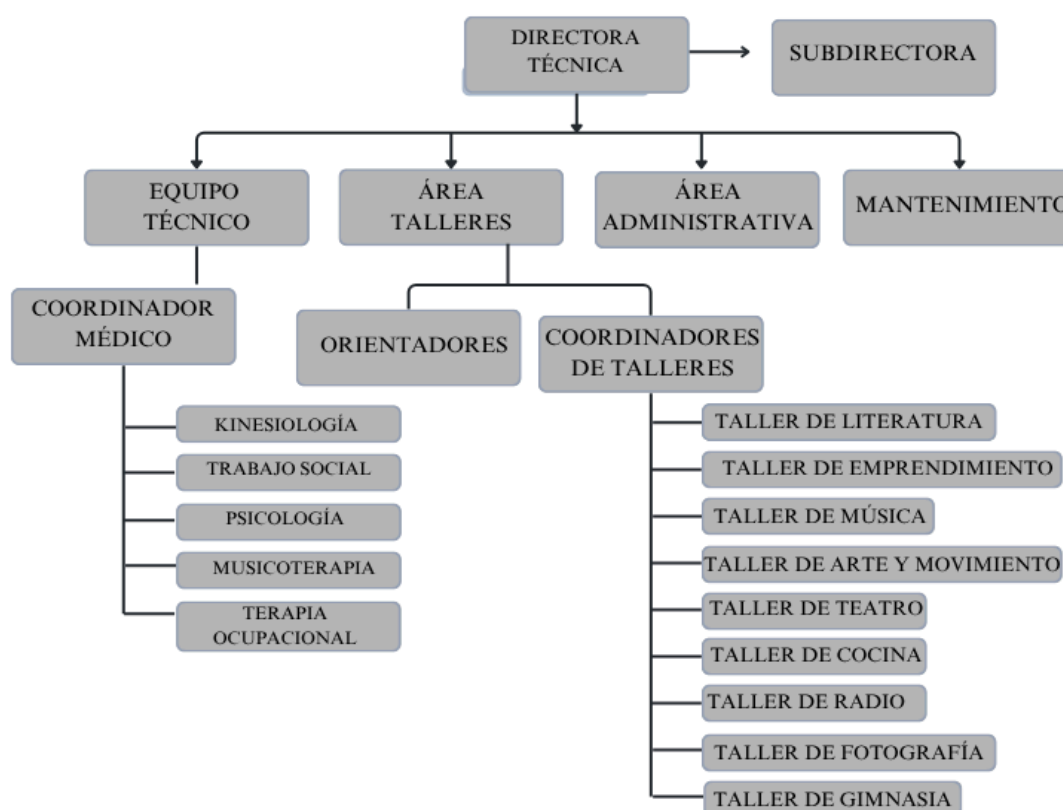 DIRECTORA
TÉCNICA
SUBDIRECTORA
EQUIPO
TÉCNICO
ÁREA
TALLERES
ÁREA
ADMINISTRATIVA
MANTENIMIENTO
COORDINADOR
MÉDICO
ORIENTADORES
COORDINADORES
DE TALLERES
KINESIOLOGÍA
TRABAJO SOCIAL
PSICOLOGÍA
MUSICOTERAPIA
TERAPIA
OCUPACIONAL
TALLER DE LITERATURA
TALLER DE EMPRENDIMIENTO
TALLER DE MÚSICA
TALLER DE ARTE Y MOVIMIENTO
TALLER DE TEATRO
TALLER DE COCINA
TALLER DE RADIO
TALLER DE FOTOGRAFÍA
TALLER DE GIMNASIA